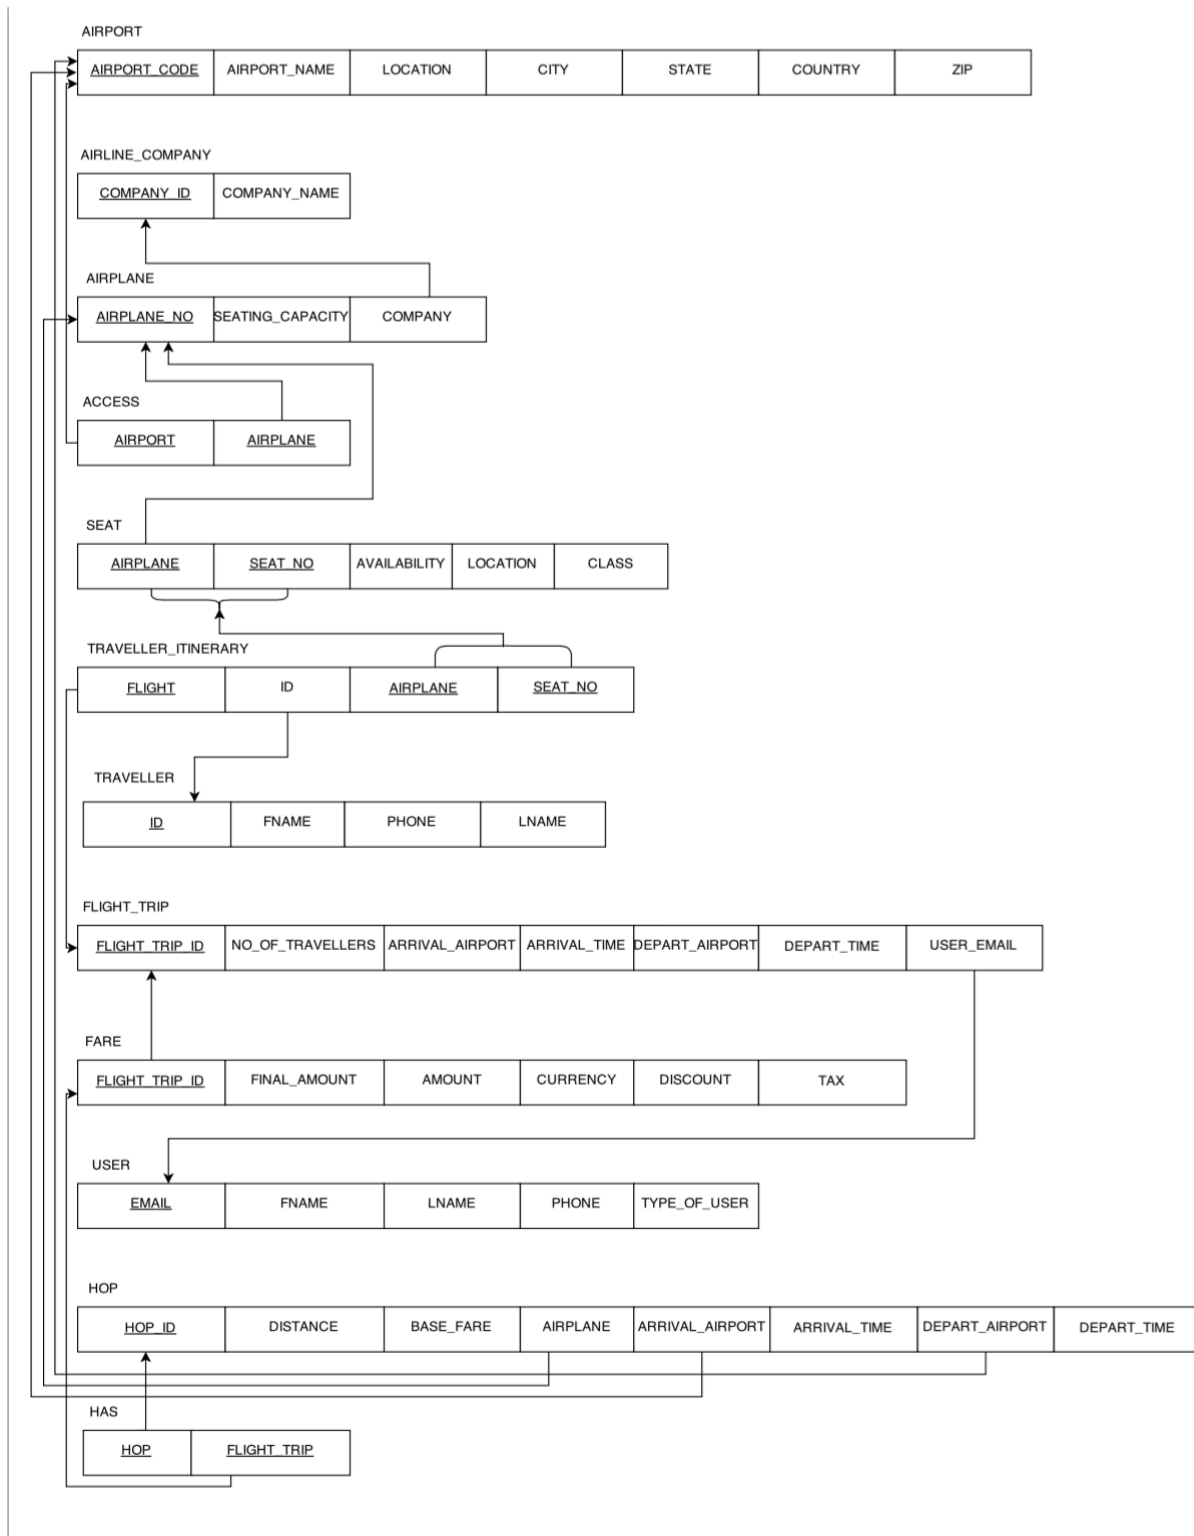 AIRPORT
AIRPORT_CODE AIRPORT_NAME LOCATION CITY STATE COUNTRY ZIP
AIRLINE_COMPANY
COMPANY_ID COMPANY_NAME
AIRPLANE
AIRPLANE_NO SEATING_CAPACITY COMPANY
ACCESS
AIRPORT AIRPLANE
SEAT
AIRPLANE SEAT_NO AVAILABILITY LOCATION CLASS
TRAVELLER_ITINERARY
FLIGHT ID AIRPLANE SEAT_NO
TRAVELLER
ID FNAME PHONE LNAME
FLIGHT_TRIP
FLIGHT_TRIP_ID NO_OF_TRAVELLERS ARRIVAL_AIRPORT ARRIVAL_TIME DEPART_AIRPORT DEPART_TIME USER_EMAIL
FARE
FLIGHT_TRIP_ID FINAL_AMOUNT AMOUNT CURRENCY DISCOUNT TAX
USER
EMAIL FNAME LNAME PHONE TYPE_OF_USER
HOP
HOP_ID DISTANCE BASE_FARE AIRPLANE ARRIVAL_AIRPORT ARRIVAL_TIME DEPART_AIRPORT DEPART_TIME
HAS
HOP FLIGHT_TRIP